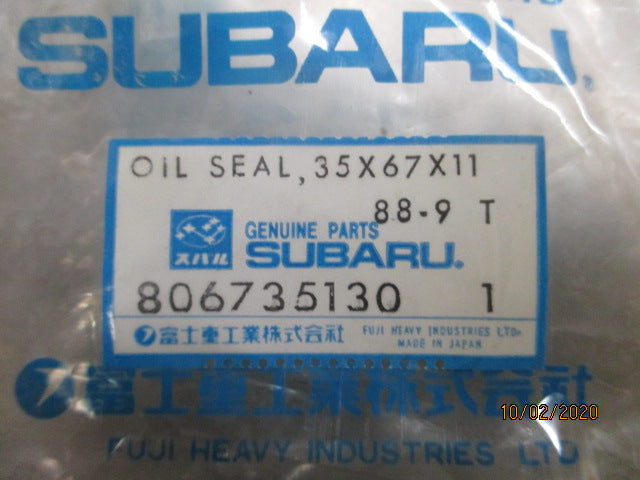 SUBARU®
OIL SEAL, 35X67X11
88-9 T
スバル
GENUINE PARTS
SUBARU®
806735130 1
富士重工業株式会社 FUJI HEAVY INDUSTRIES LTD.
MADE IN JAPAN
富士重工業株式会社
FUJI HEAVY INDUSTRIES LTD
10/02/2020